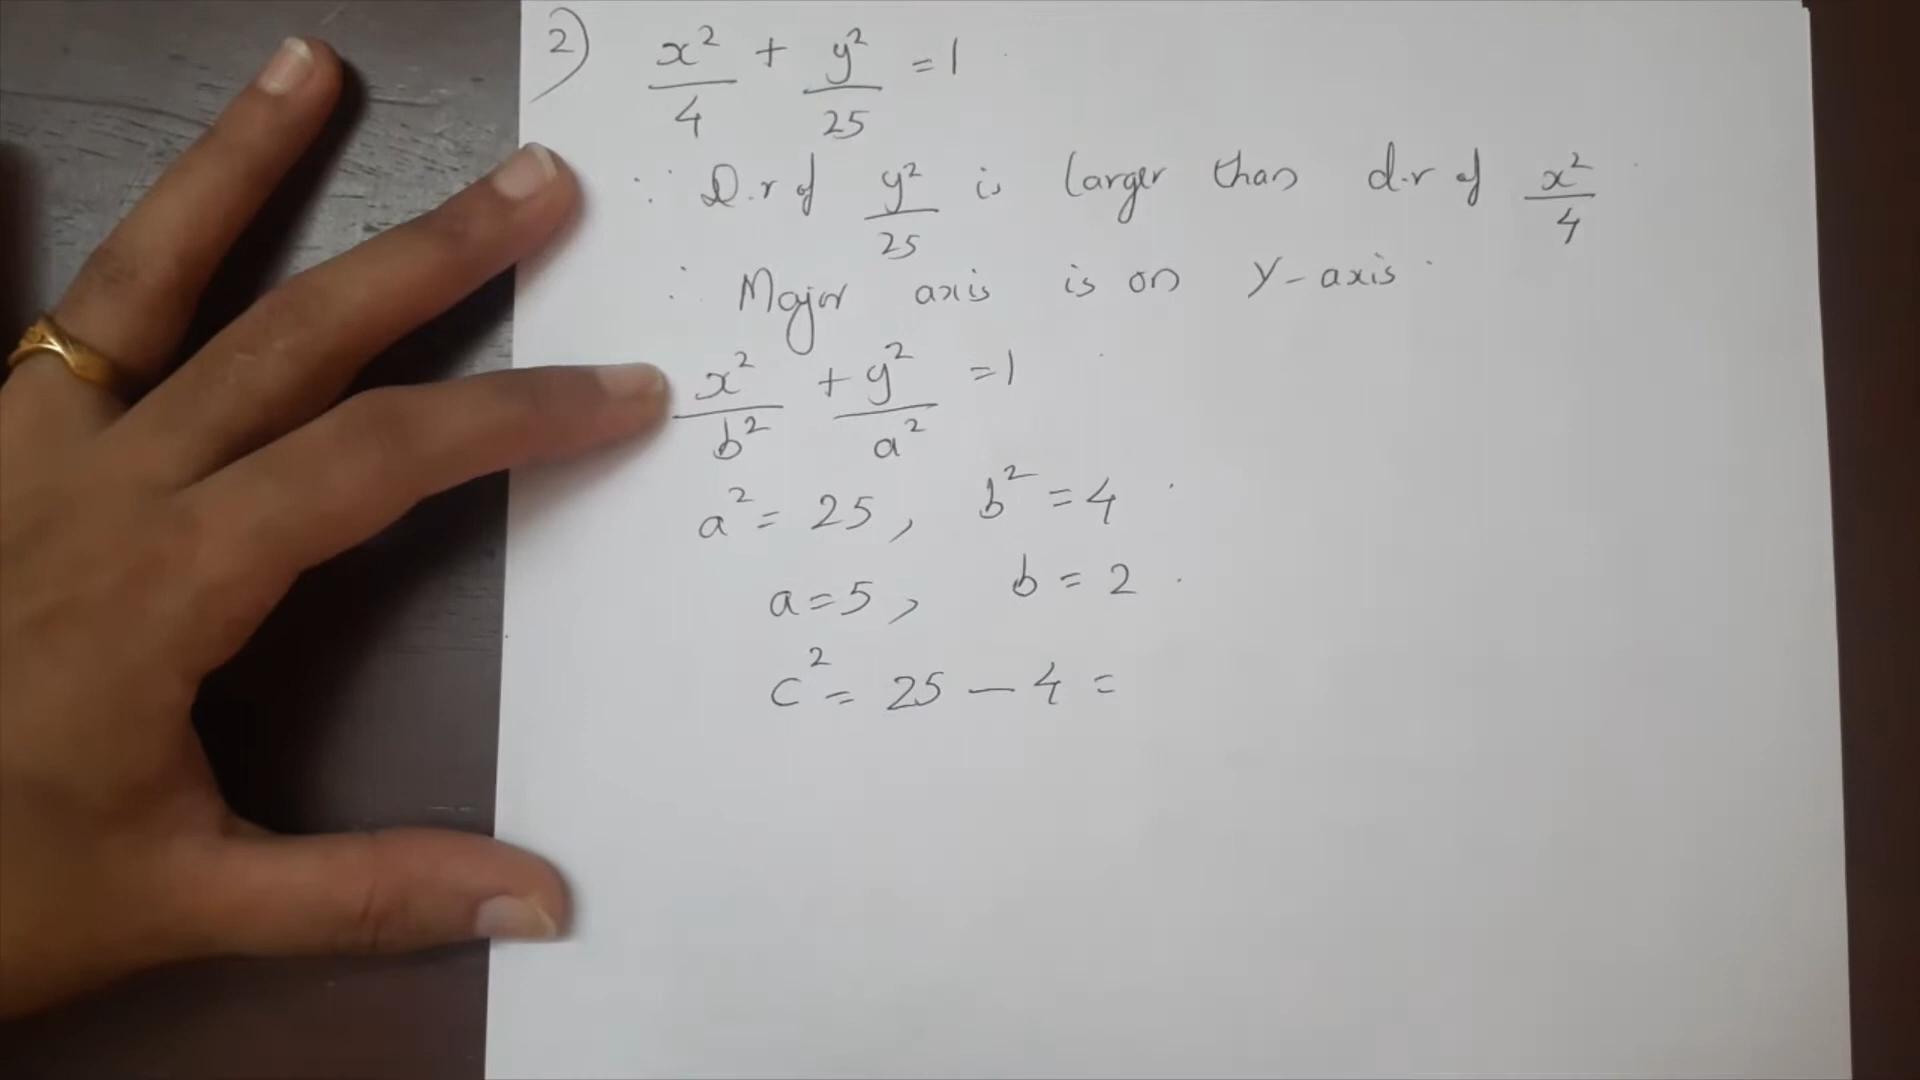 2) x²/4 + y²/25 = 1
∵ D.r of y²/25 is larger than d.r of x²/4
∴ Major axis is on Y-axis.
x²/b² + y²/a² = 1
a² = 25, b² = 4
a = 5, b = 2
c² = 25 – 4 =